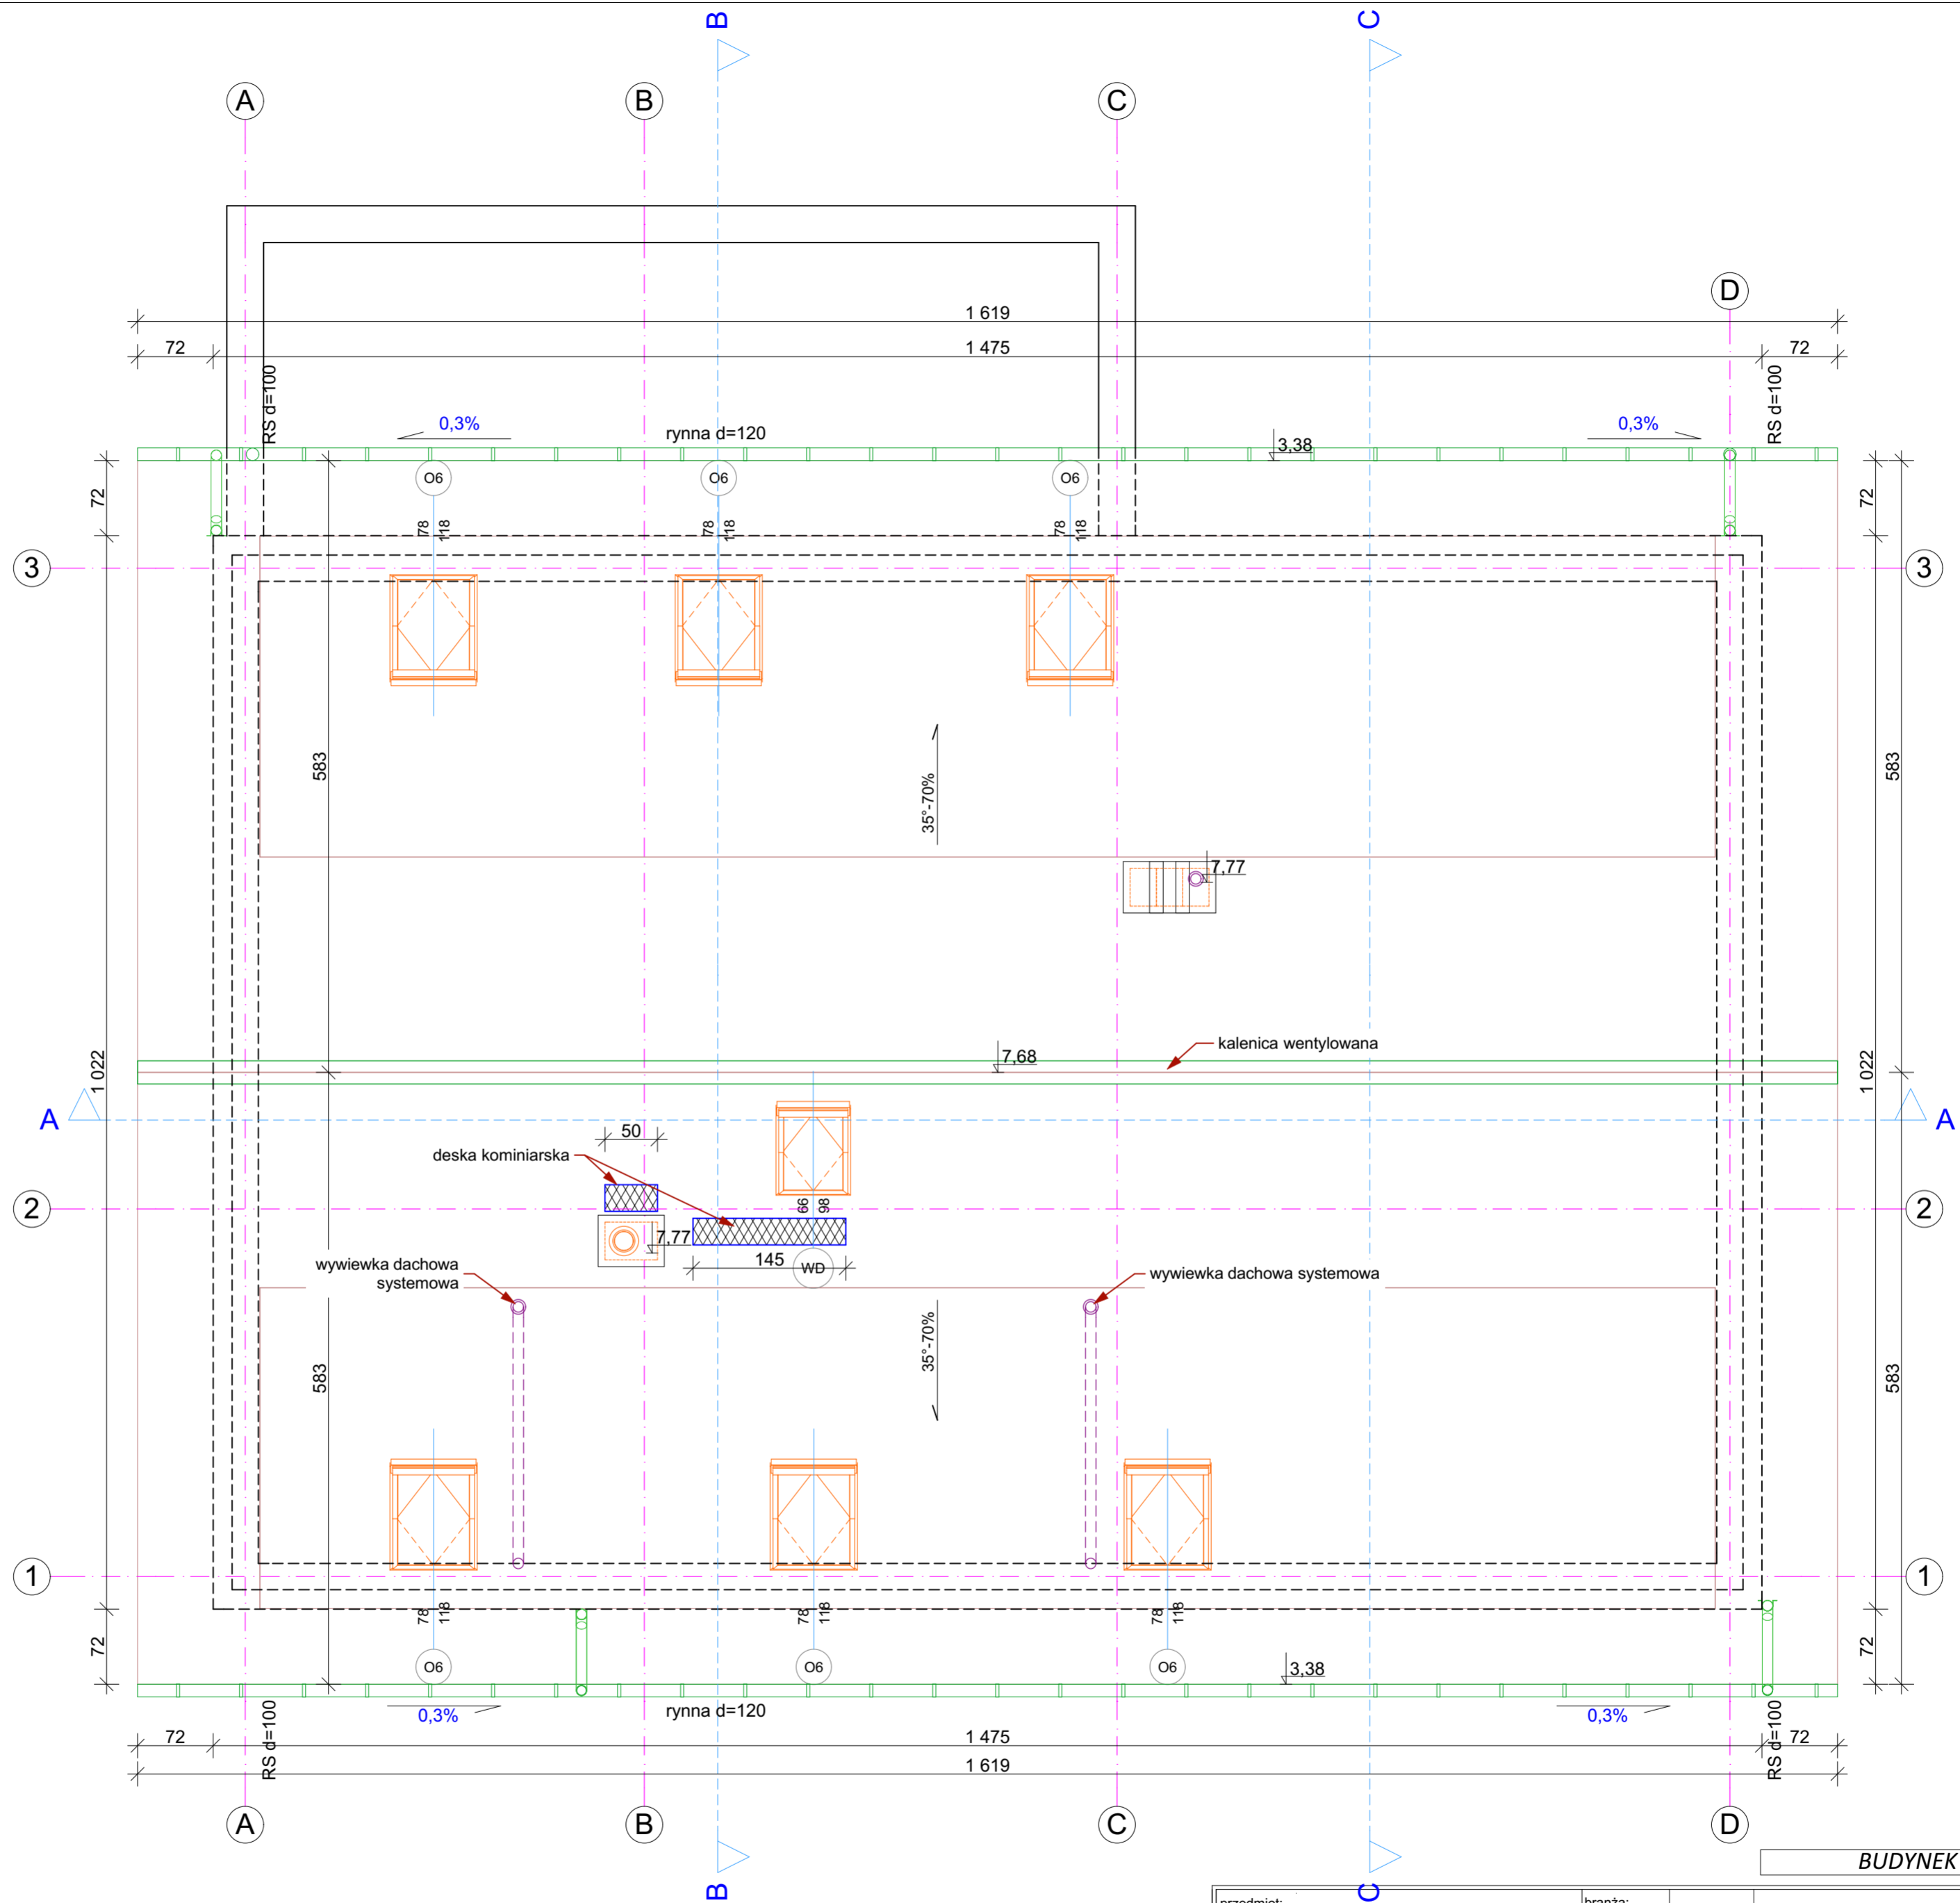 B
C
A
B
C
D
1 619
72
1 475
72
RS d=100
RS d=100
0,3%
rynna d=120
0,3%
3,38
O6
O6
O6
72
78
118
78
118
78
118
72
3
3
583
583
35°-70%
7,77
kalenica wentylowana
7,68
1 022
1 022
A
A
50
deska kominiarska
66
98
2
2
7,77
145
WD
wywiewka dachowa
systemowa
wywiewka dachowa systemowa
583
35°-70%
583
1
1
78
118
78
118
78
118
72
72
O6
O6
O6
3,38
0,3%
rynna d=120
0,3%
RS d=100
RS d=100
72
1 475
72
1 619
A
B
C
D
BUDYNEK
B
C
przedmiot:
branża: